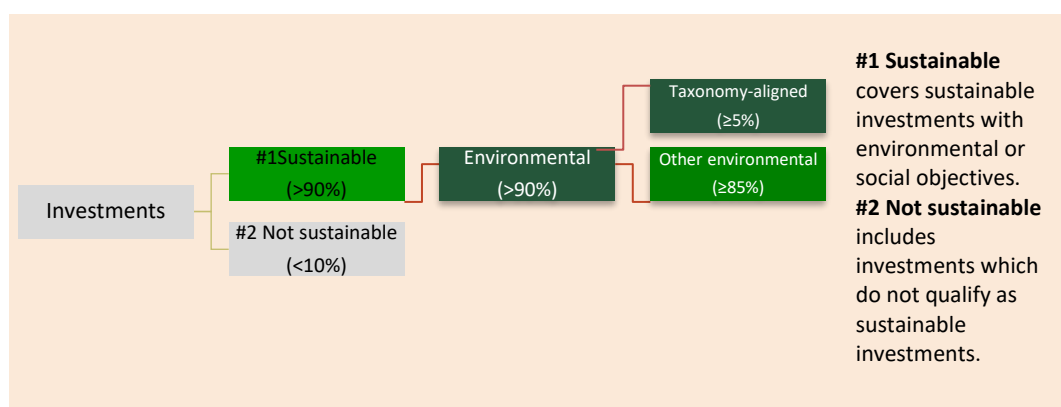 Investments
#1Sustainable
(>90%)
#2 Not sustainable
(<10%)
Environmental
(>90%)
Taxonomy-aligned
(≥5%)
Other environmental
(≥85%)
#1 Sustainable
covers sustainable
investments with
environmental or
social objectives.
#2 Not sustainable
includes
investments which
do not qualify as
sustainable
investments.